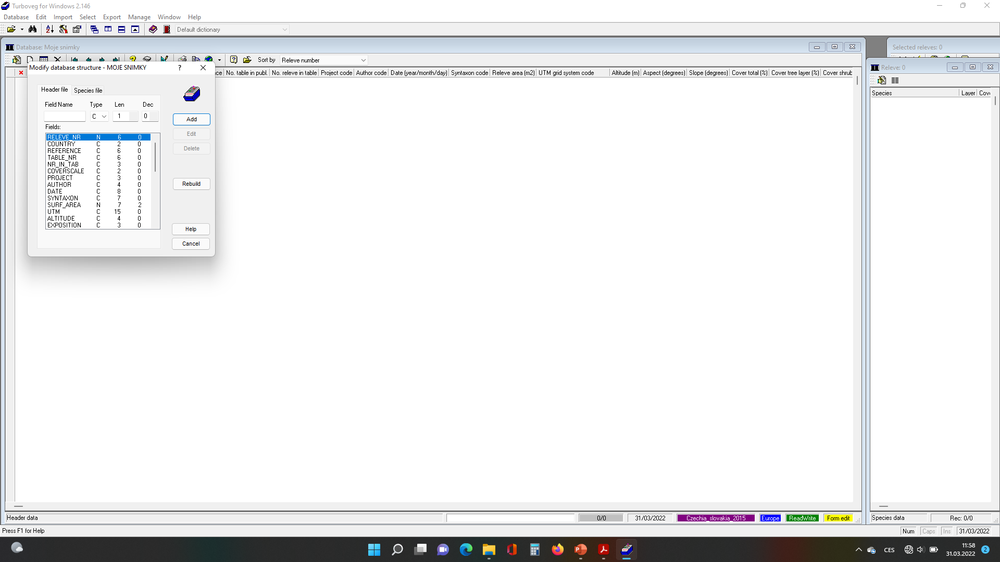 Turboveg for Windows 2.146
Database Edit Import Select Export Manage Window Help
Default dictionary
Database: Moje snimky
Selected releves: 0
Sort by Releve number
Modify database structure - MOJE SNIMKY ?
No. table in publ. No. releve in table Project code Author code Date (year/month/day) Syntaxon code Releve area (m2) UTM grid system code Altitude (m) Aspect (degrees) Slope (degrees) Cover total (%) Cover tree layer (%) Cover shrub
Releve: 0
Species Layer Cov
Header file Species file
Field Name Type Len Dec
C 1 0
Fields:
RELEVE_NR N 6 0
COUNTRY C 2 0
REFERENCE C 6 0
TABLE_NR C 6 0
NR_IN_TAB C 3 0
COVERSCALE C 2 0
PROJECT C 3 0
AUTHOR C 4 0
DATE C 8 0
SYNTAXON C 7 0
SURF_AREA N 7 2
UTM C 15 0
ALTITUDE C 4 0
EXPOSITION C 3 0
Add
Edit
Delete
Rebuild
Help
Cancel
Header data 0/0 31/03/2022 Czechia_slovakia_2015 Europe ReadWrite Form edit
Species data Rec: 0/0
Press F1 for Help
Num Caps Ins 31/03/2022
CES
11:58
31.03.2022
2